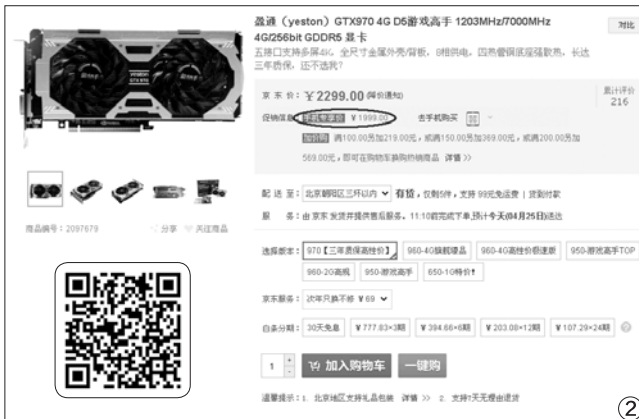 盈通（yeston）GTX970 4G D5游戏高手 1203MHz/7000MHz
4G/256bit GDDR5 显卡
对比
五接口支持多屏4K，全尺寸金属外壳/背板，8相供电，四热管铜底座强散热，长达
三年质保，还不选我?
京 东 价：￥2299.00 (降价通知)
累计评价
216
促销信息 手机专享价 ￥1999.00 去手机购买
加价购 满100.00另加219.00元，或满150.00另加369.00元，或满200.00另加
569.00元，即可在购物车换购热销商品 详情 >>
配 送 至：北京朝阳区三环以内 有货，仅剩5件，支持 99元免运费 | 货到付款
服 务：由 京东 发货并提供售后服务。11:10前完成下单,预计今天(04月25日)送达
商品编号：2097679 分享 关注商品
选择版本：970【三年质保高性价】 960-4G旗舰臻品 960-4G高性价极速版 950-游戏高手TOP
960-2G高规 950-游戏高手 650-1G特价!
京东服务：次年只换不修 ￥69
白条分期：30天免息 ￥777.83×3期 ￥394.66×6期 ￥203.08×12期 ￥107.29×24期
1 + - 加入购物车 一键购
温馨提示：1. 北京地区支持礼品包装 详情 >> 2. 支持7天无理由退货
②